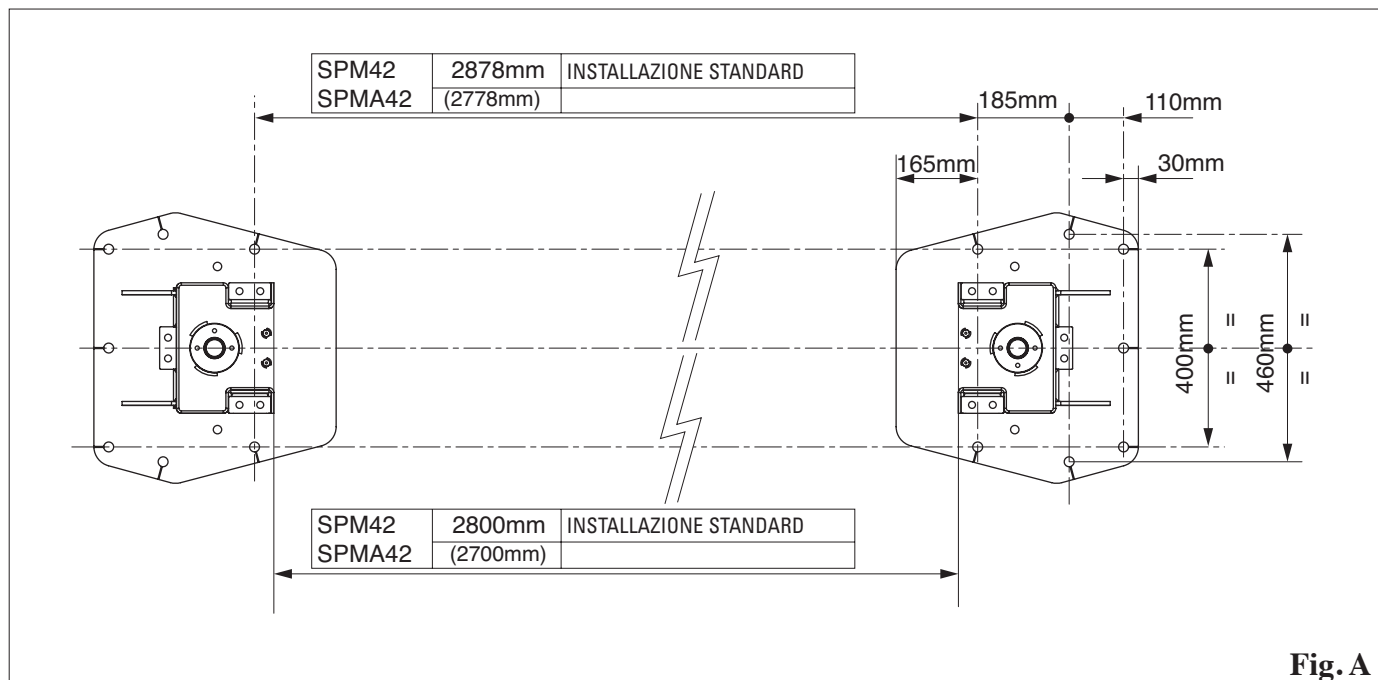 SPM42 2878mm INSTALLAZIONE STANDARD
SPMA42 (2778mm)
185mm 110mm
165mm 30mm
400mm = =
460mm = =
SPM42 2800mm INSTALLAZIONE STANDARD
SPMA42 (2700mm)
Fig. A